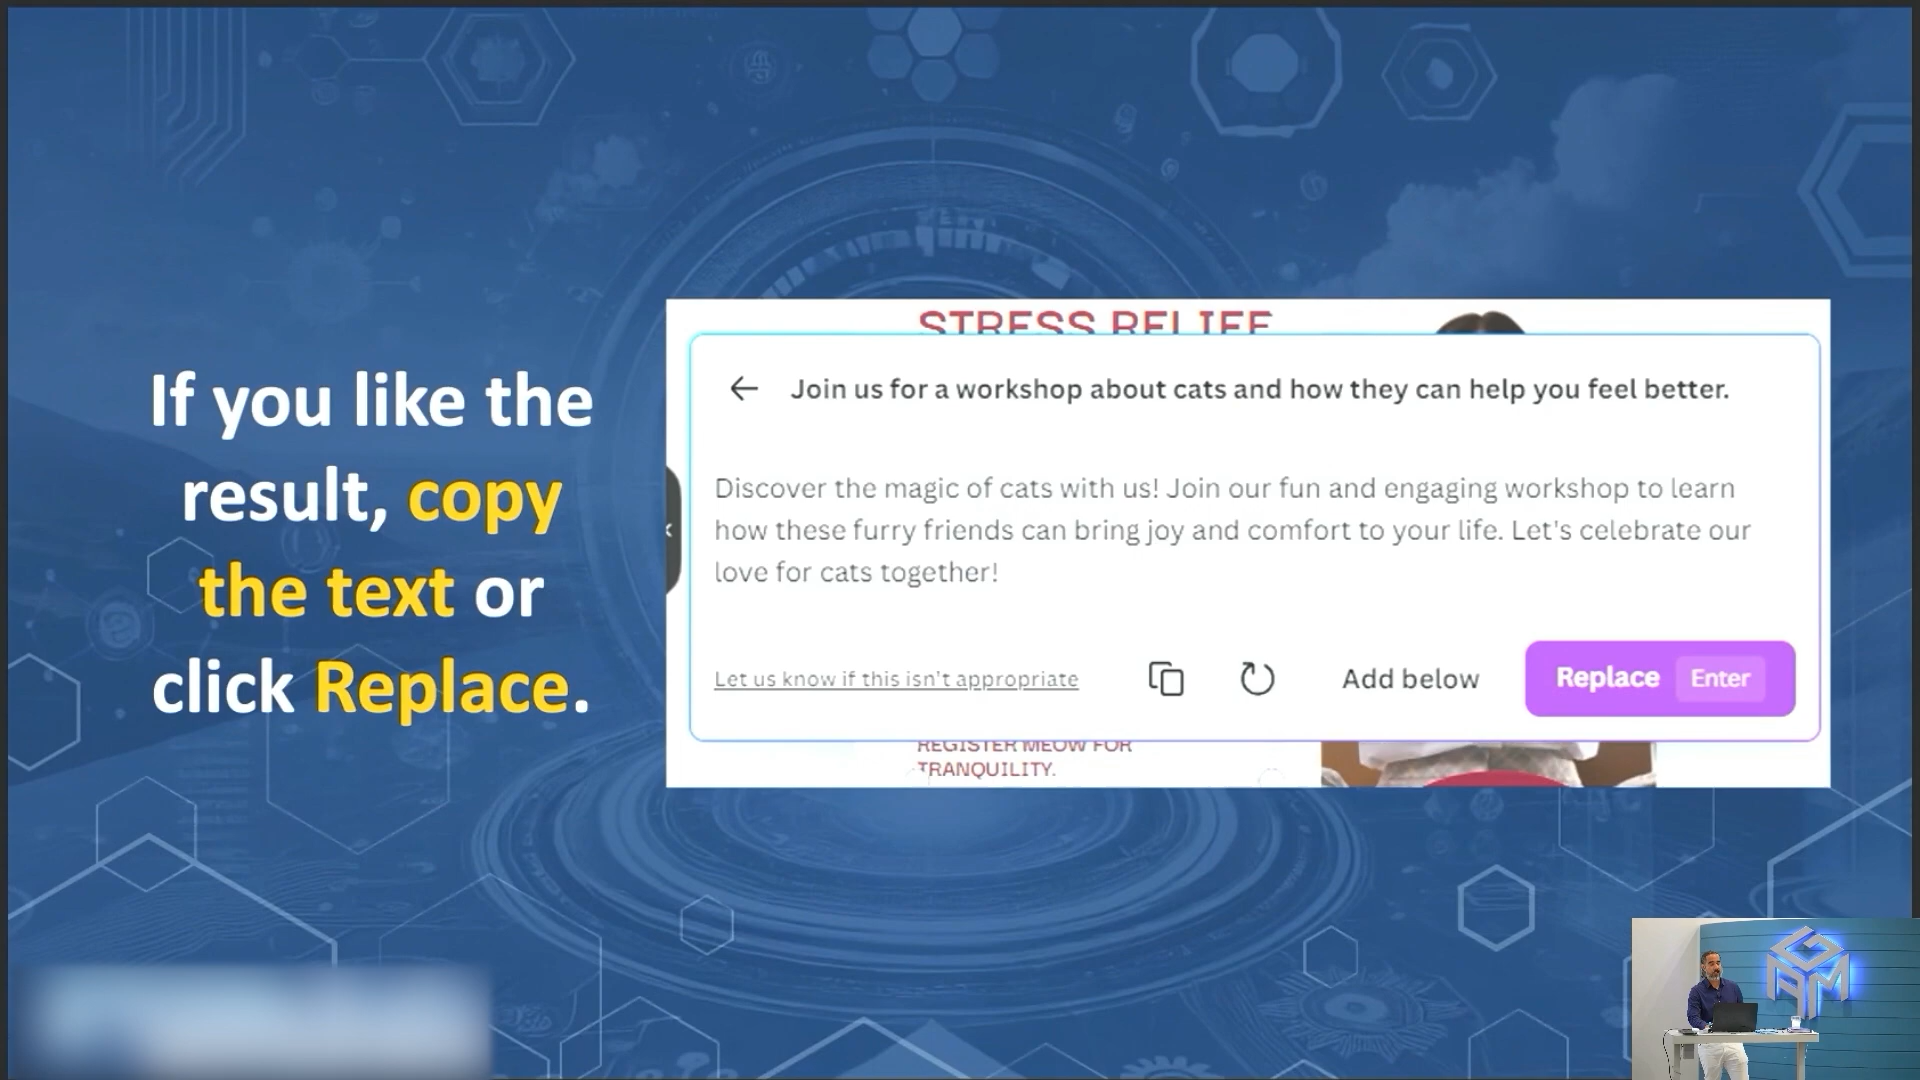 If you like the
result, copy
the text or
click Replace.
STRESS RELIEF
Join us for a workshop about cats and how they can help you feel better.
Discover the magic of cats with us! Join our fun and engaging workshop to learn
how these furry friends can bring joy and comfort to your life. Let's celebrate our
love for cats together!
Let us know if this isn't appropriate
Add below
Replace Enter
REGISTER MEOW FOR
TRANQUILITY.
GAM